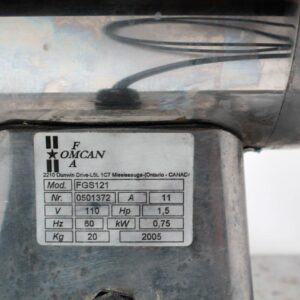 FOMA
OMCAN
2210 Dunwin Drive-L5L 1C7 Mississauga-(Ontario - CANADA
Mod. FGS121
Nr. 0501372 A 11
V 110 Hp 1,5
Hz 60 kW 0,75
Kg 20 2005